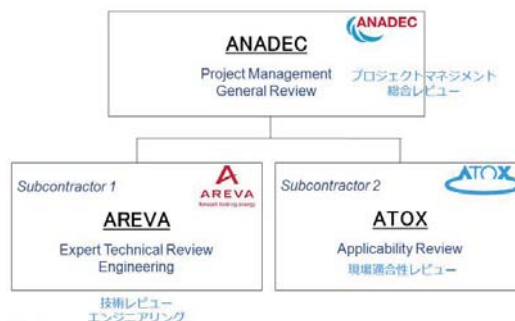 ANADEC
ANADEC
Project Management
General Review
プロジェクトマネジメント
総合レビュー
Subcontractor 1
AREVA
AREVA
Expert Technical Review
Engineering
技術レビュー
エンジニアリング
Subcontractor 2
ATOX
ATOX
Applicability Review
現場適合性レビュー